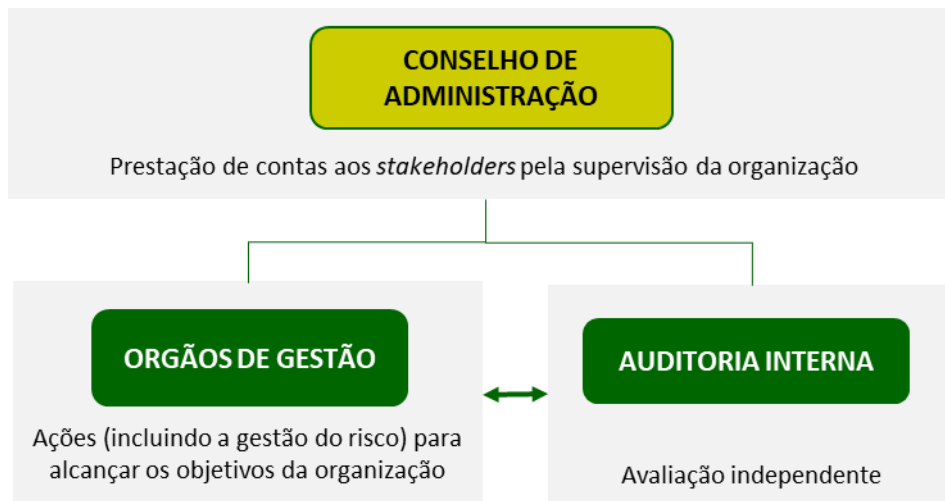 CONSELHO DE
ADMINISTRAÇÃO
Prestação de contas aos stakeholders pela supervisão da organização
ORGÃOS DE GESTÃO
Ações (incluindo a gestão do risco) para
alcançar os objetivos da organização
AUDITORIA INTERNA
Avaliação independente